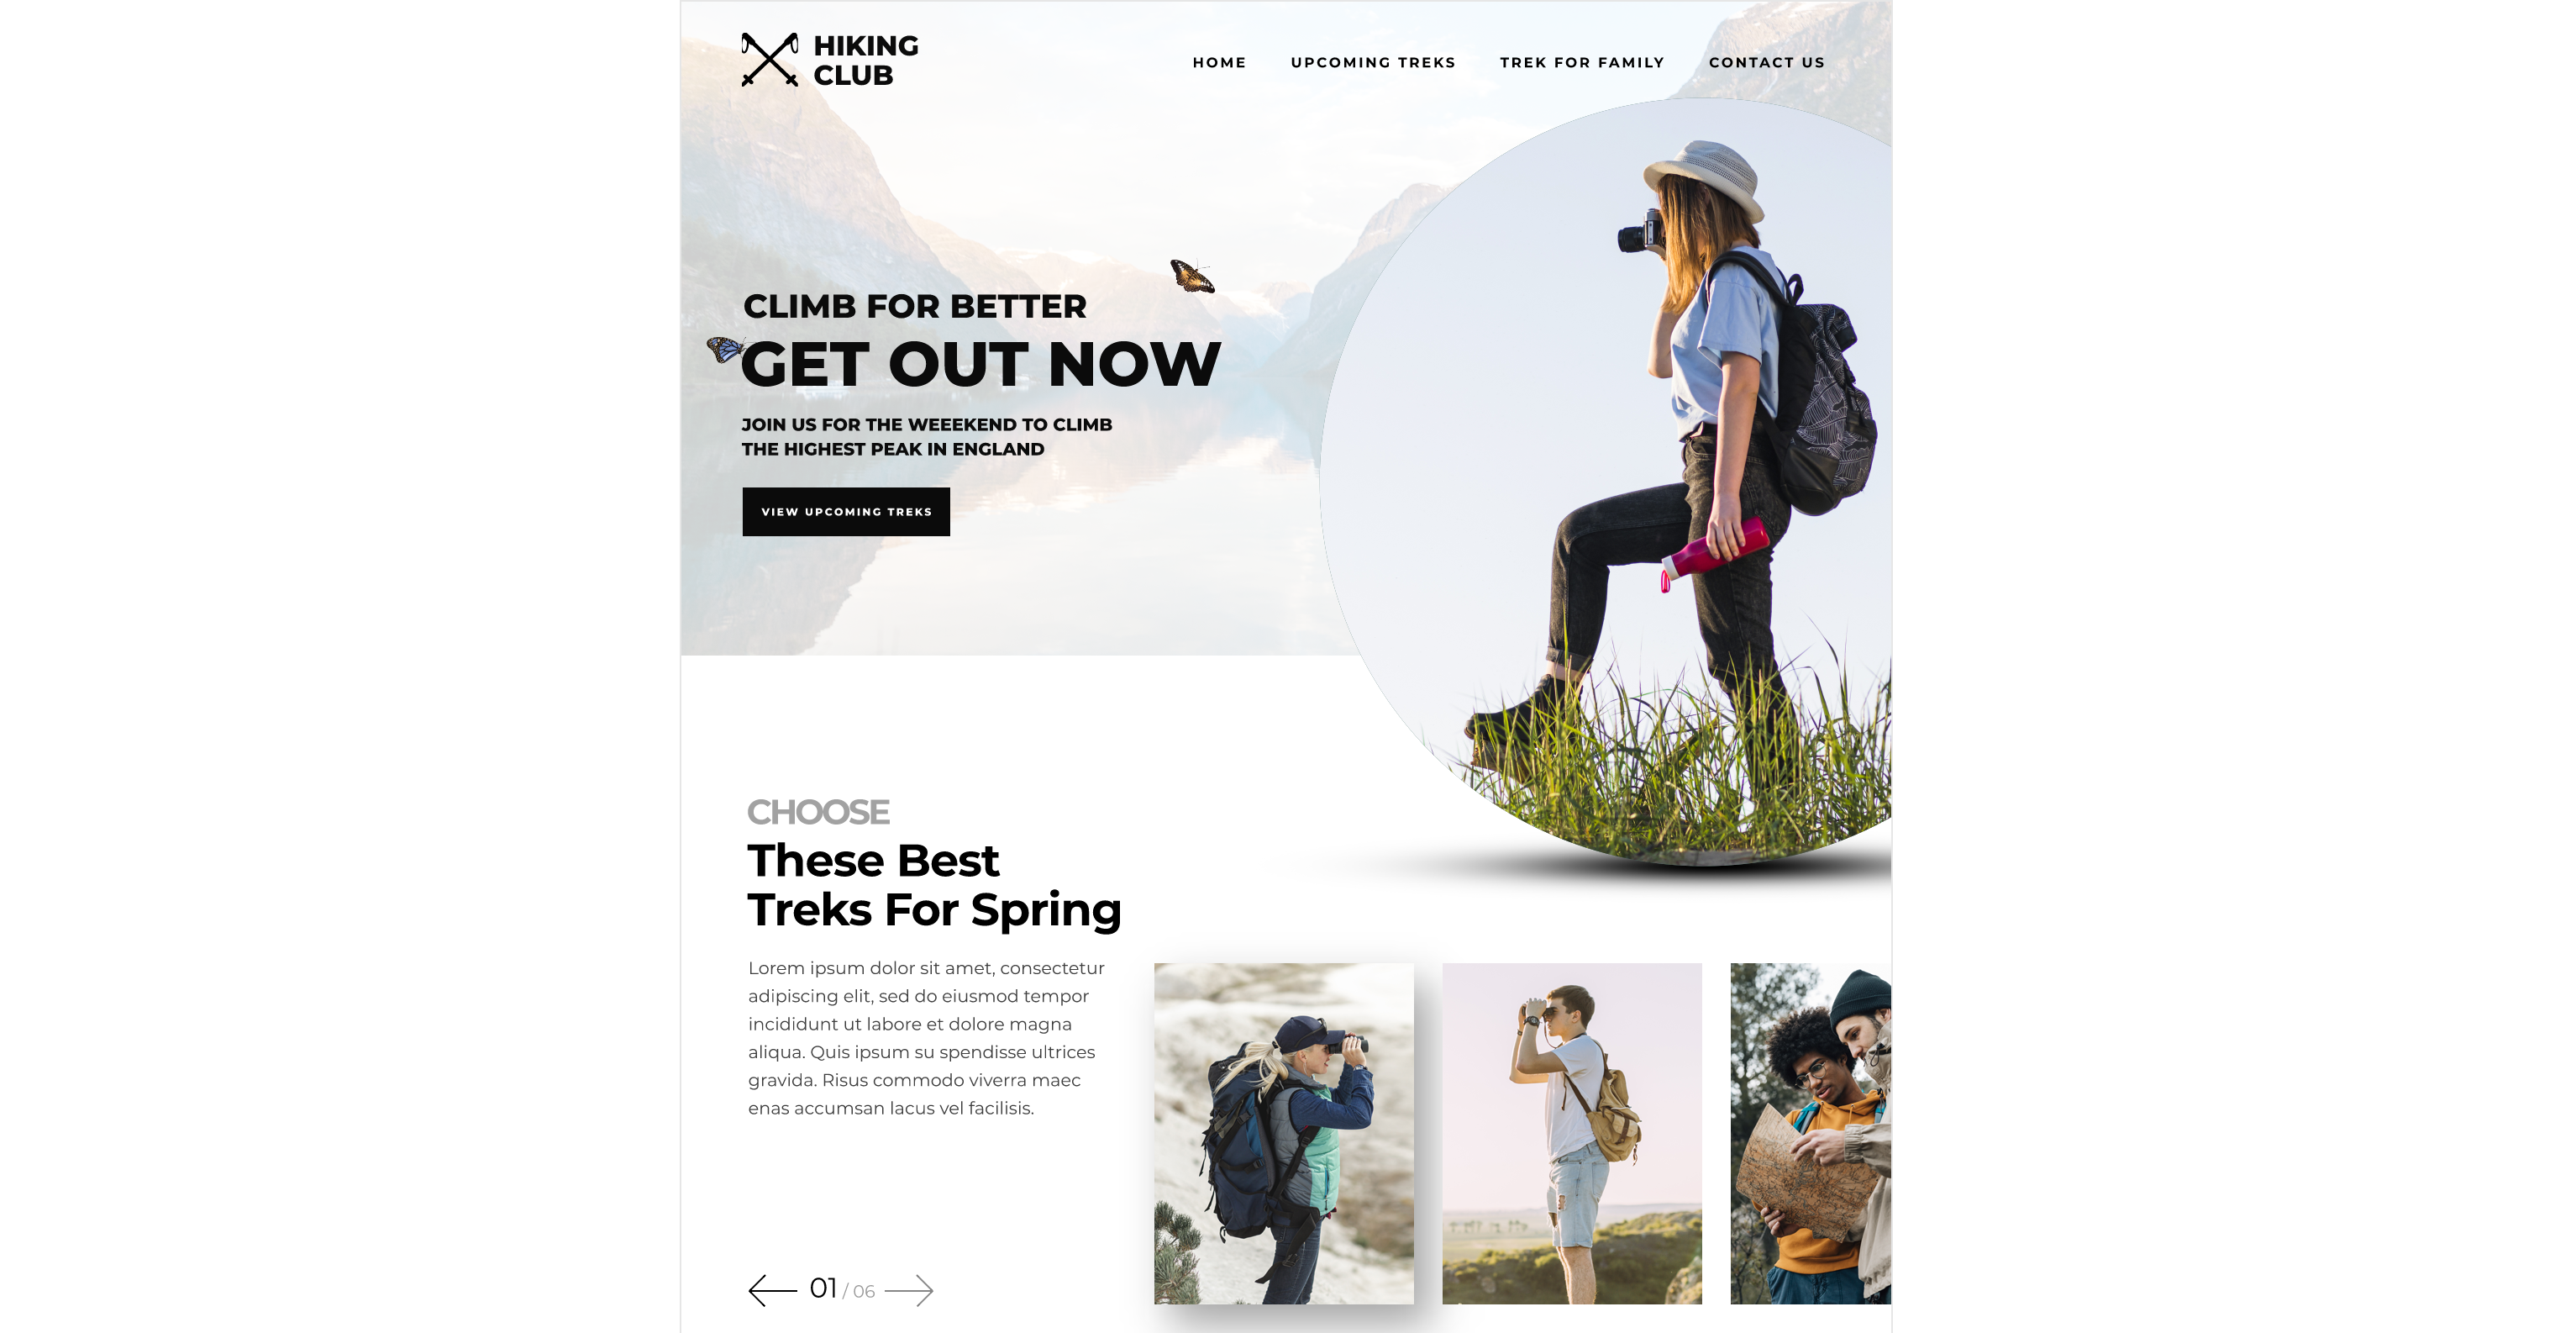 HIKING
CLUB
HOME UPCOMING TREKS TREK FOR FAMILY CONTACT US
CLIMB FOR BETTER
GET OUT NOW
JOIN US FOR THE WEEEKEND TO CLIMB
THE HIGHEST PEAK IN ENGLAND
VIEW UPCOMING TREKS
CHOOSE
These Best
Treks For Spring
Lorem ipsum dolor sit amet, consectetur
adipiscing elit, sed do eiusmod tempor
incididunt ut labore et dolore magna
aliqua. Quis ipsum su spendisse ultrices
gravida. Risus commodo viverra maec
enas accumsan lacus vel facilisis.
01 / 06